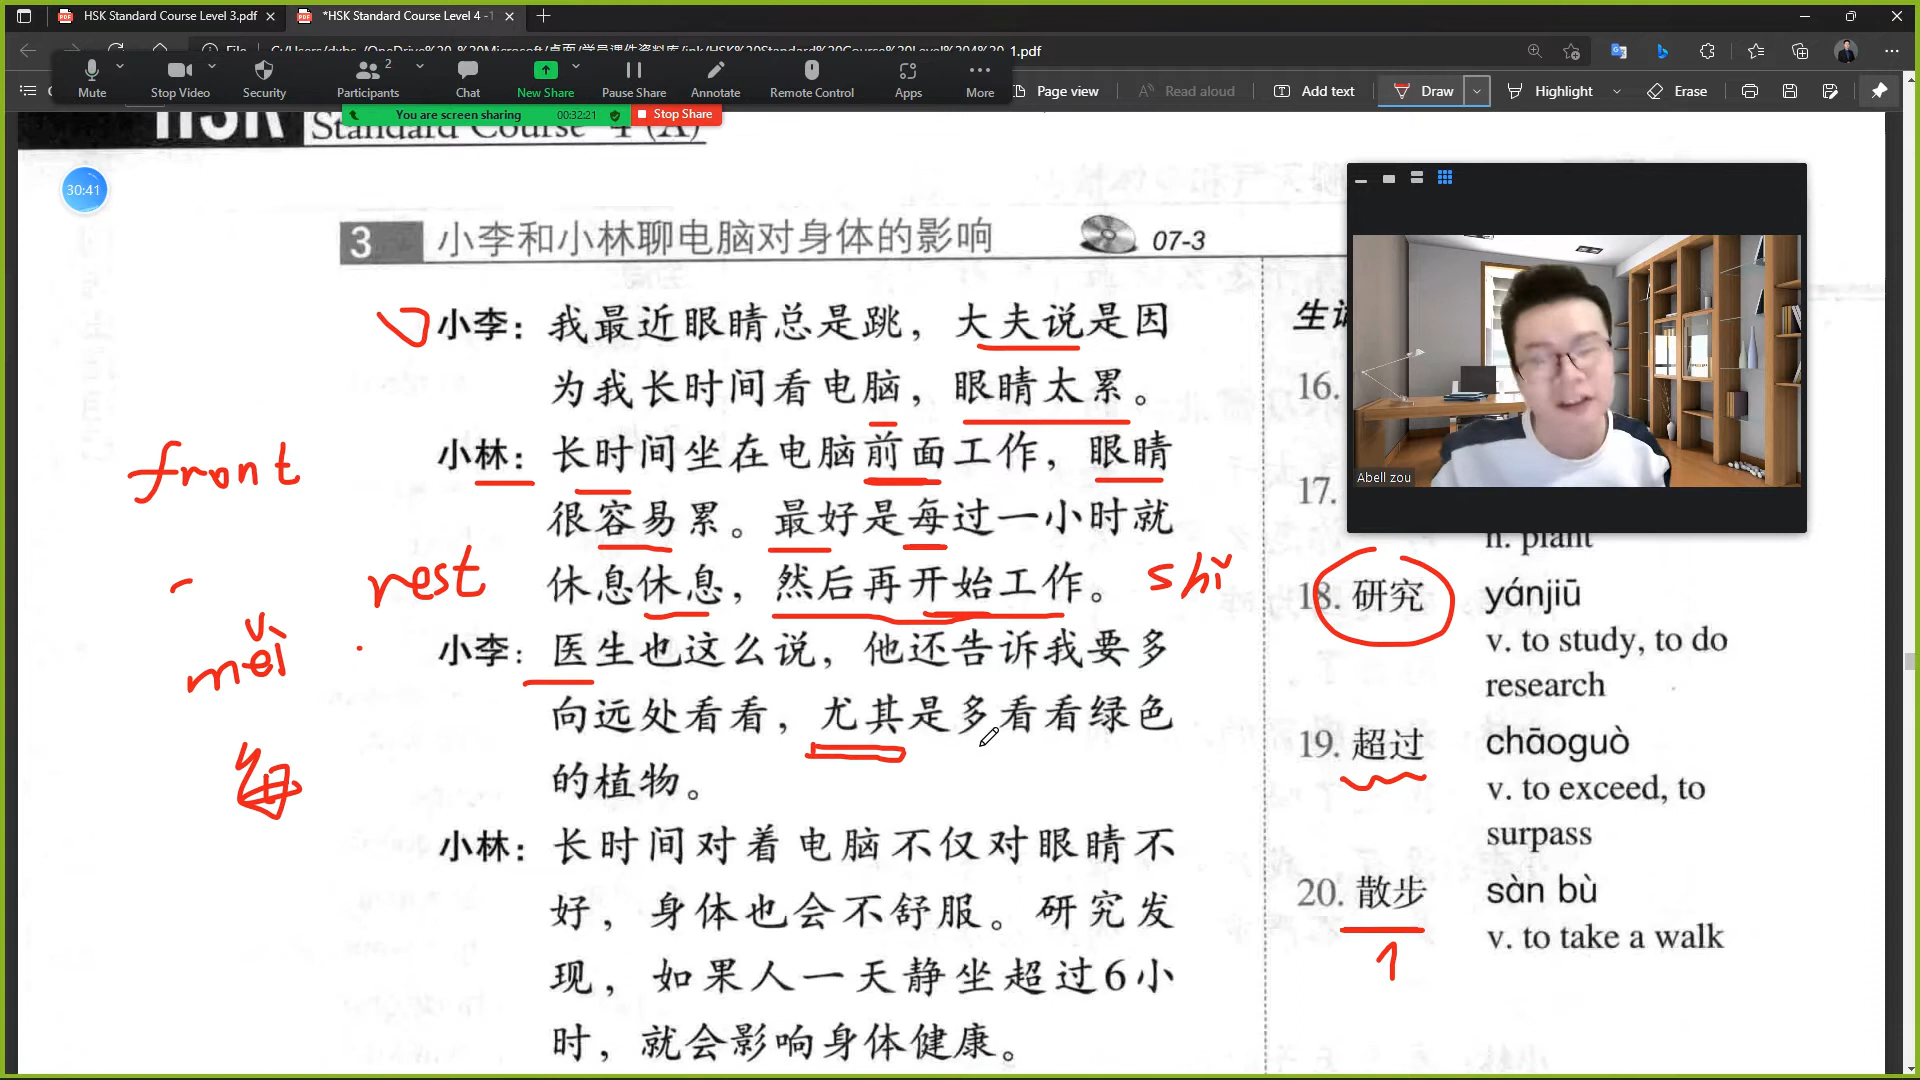 HSK Standard Course Level 3.pdf
*HSK Standard Course Level 4 -1
Mute
Stop Video
Security
2
Participants
Chat
New Share
Pause Share
Annotate
Remote Control
Apps
More
Page view
Read aloud
Add text
Draw
Highlight
Erase
You are screen sharing
00:32:21
Stop Share
HSK Standard Course 4 (A)
30:41
3 小李和小林聊电脑对身体的影响 07-3
小李：我最近眼睛总是跳，大夫说是因
为我长时间看电脑，眼睛太累。
小林：长时间坐在电脑前面工作，眼睛
很容易累。最好是每过一小时就
休息休息，然后再开始工作。
小李：医生也这么说，他还告诉我要多
向远处看看，尤其是多看看绿色
的植物。
小林：长时间对着电脑不仅对眼睛不
好，身体也会不舒服。研究发
现，如果人一天静坐超过6小
时，就会影响身体健康。
front
rest
shǐ
měi
每
Abell zou
16.
17.
n. plant
18. 研究 yánjiū
v. to study, to do
research
19. 超过 chāoguò
v. to exceed, to
surpass
20. 散步 sàn bù
v. to take a walk
1